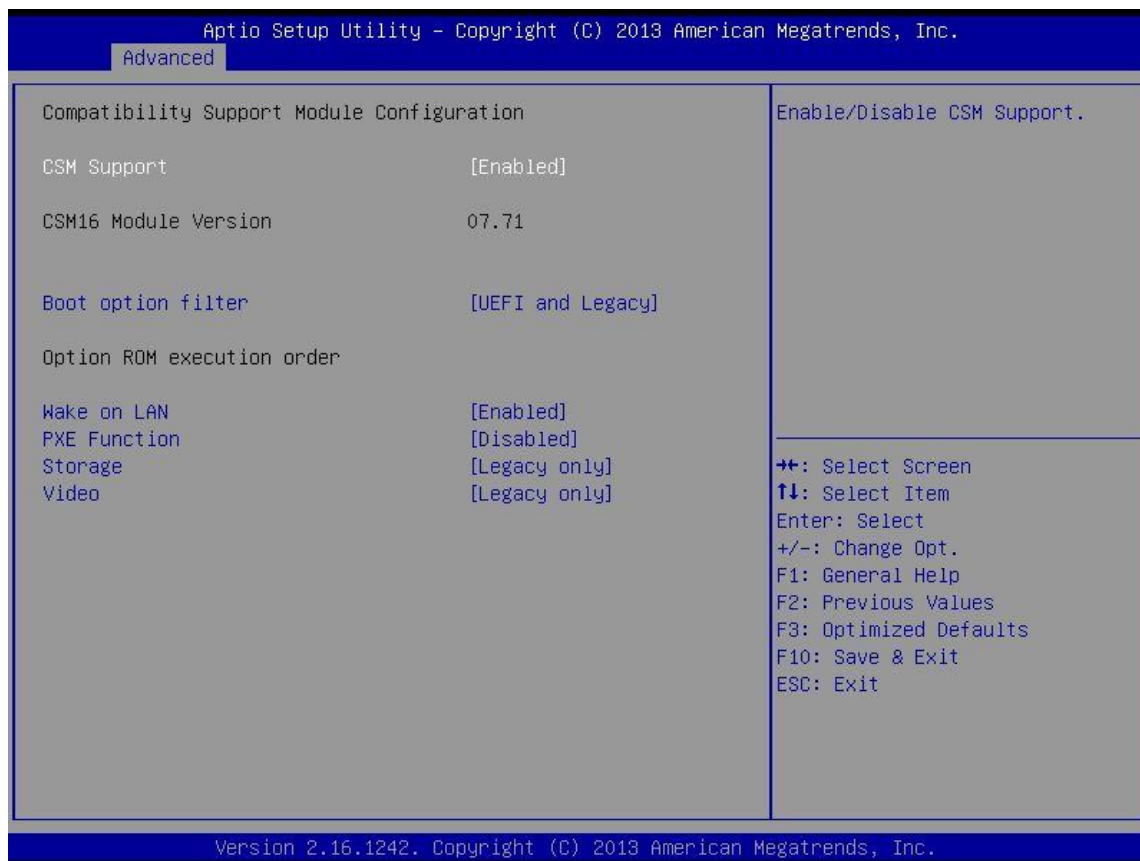 Aptio Setup Utility – Copyright (C) 2013 American Megatrends, Inc.
Advanced
Compatibility Support Module Configuration
CSM Support [Enabled]
CSM16 Module Version 07.71
Boot option filter [UEFI and Legacy]
Option ROM execution order
Wake on LAN [Enabled]
PXE Function [Disabled]
Storage [Legacy only]
Video [Legacy only]
Enable/Disable CSM Support.
→←: Select Screen
↑↓: Select Item
Enter: Select
+/-: Change Opt.
F1: General Help
F2: Previous Values
F3: Optimized Defaults
F10: Save & Exit
ESC: Exit
Version 2.16.1242. Copyright (C) 2013 American Megatrends, Inc.